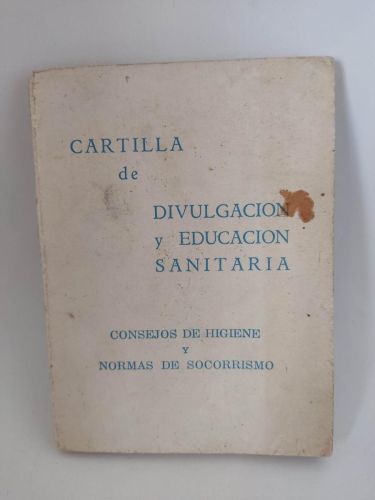 CARTILLA
de
DIVULGACION
y EDUCACION
SANITARIA
CONSEJOS DE HIGIENE
Y
NORMAS DE SOCORRISMO